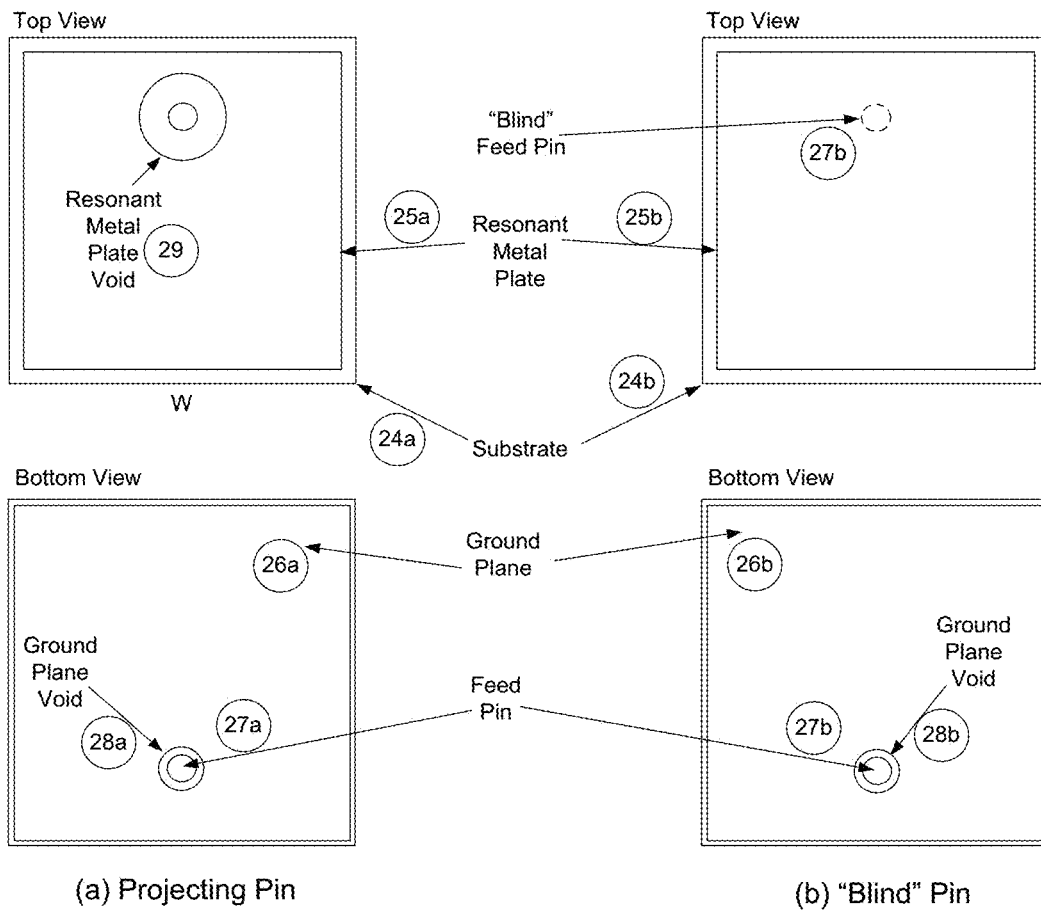 Top View
Top View
"Blind"
Feed Pin
27b
Resonant
Metal
Plate
Void
29
25a
Resonant
Metal
Plate
25b
24b
W
24a
Substrate
Bottom View
Bottom View
26a
Ground
Plane
26b
Ground
Plane
Void
Ground
Plane
Void
28a
27a
Feed
Pin
27b
28b
(a) Projecting Pin
(b) “Blind” Pin